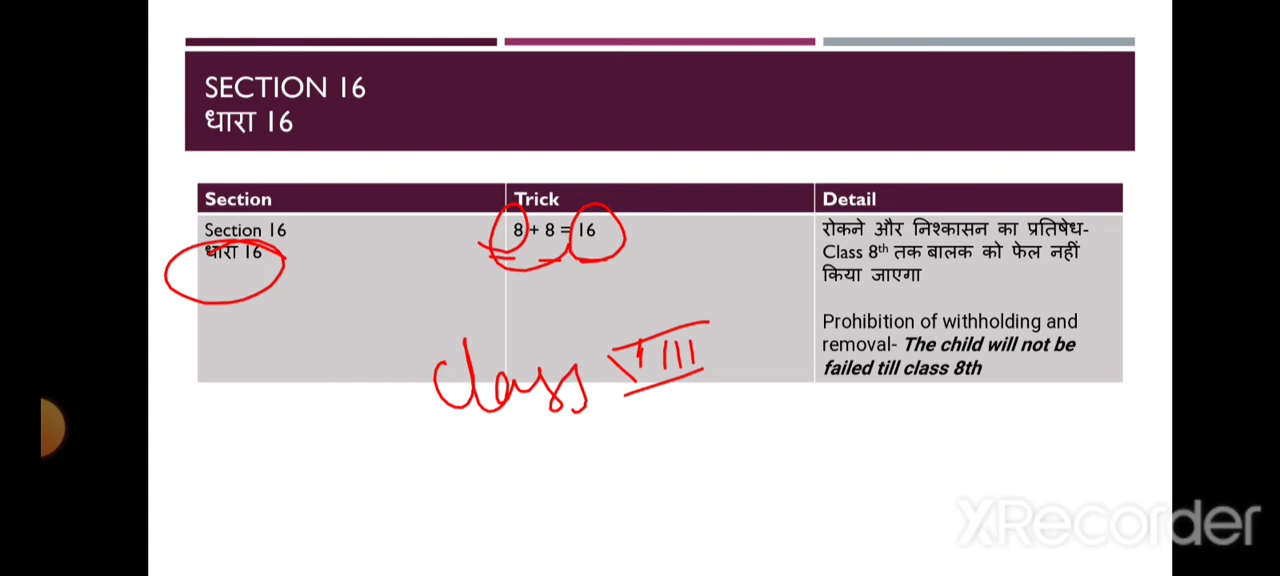 SECTION 16
धारा 16
Section
Trick
Detail
Section 16
धारा 16
8 + 8 = 16
रोकने और निश्कासन का प्रतिषेध-
Class 8th तक बालक को फेल नहीं
किया जाएगा
Prohibition of withholding and
removal- The child will not be
failed till class 8th
class VIII
XRecorder